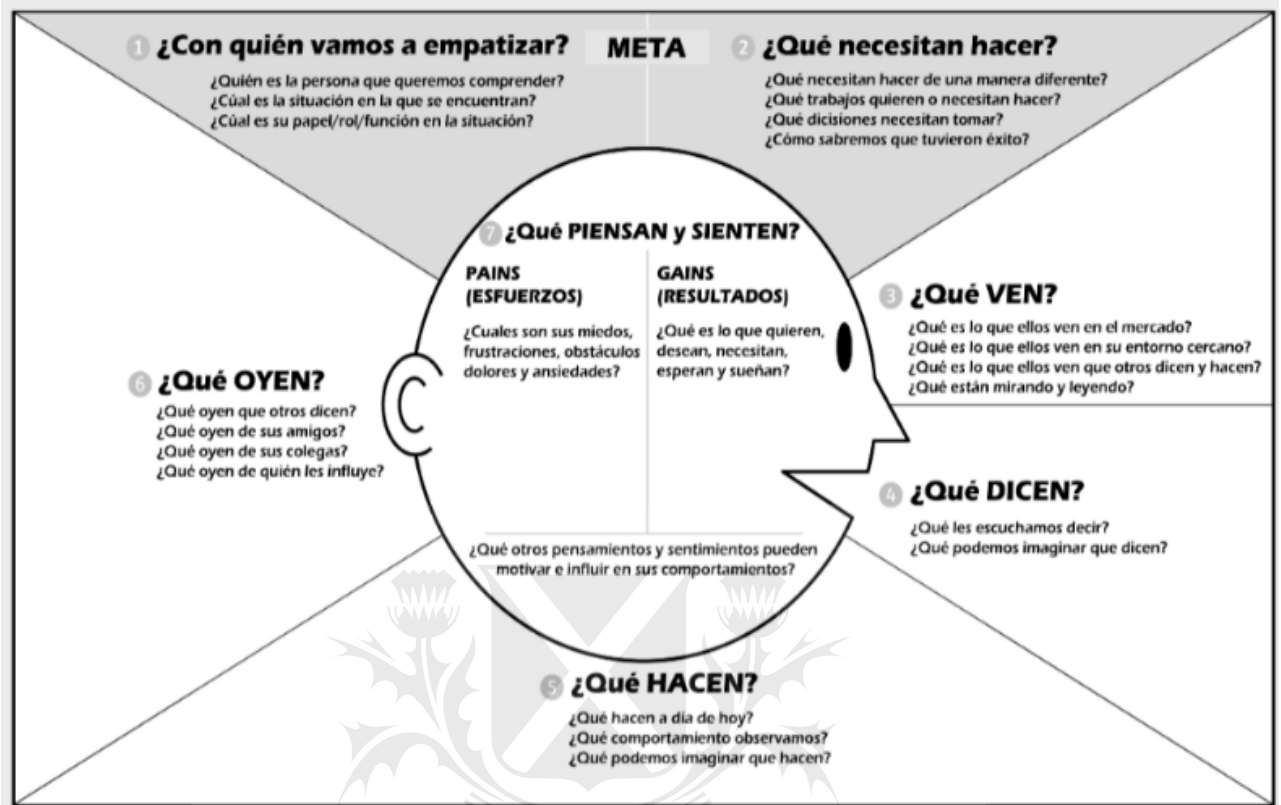 1 ¿Con quién vamos a empatizar?
¿Quién es la persona que queremos comprender?
¿Cúal es la situación en la que se encuentran?
¿Cúal es su papel/rol/función en la situación?
META
2 ¿Qué necesitan hacer?
¿Qué necesitan hacer de una manera diferente?
¿Qué trabajos quieren o necesitan hacer?
¿Qué dicisiones necesitan tomar?
¿Cómo sabremos que tuvieron éxito?
3 ¿Qué VEN?
¿Qué es lo que ellos ven en el mercado?
¿Qué es lo que ellos ven en su entorno cercano?
¿Qué es lo que ellos ven que otros dicen y hacen?
¿Qué están mirando y leyendo?
4 ¿Qué DICEN?
¿Qué les escuchamos decir?
¿Qué podemos imaginar que dicen?
5 ¿Qué HACEN?
¿Qué hacen a día de hoy?
¿Qué comportamiento observamos?
¿Qué podemos imaginar que hacen?
6 ¿Qué OYEN?
¿Qué oyen que otros dicen?
¿Qué oyen de sus amigos?
¿Qué oyen de sus colegas?
¿Qué oyen de quién les influye?
7 ¿Qué PIENSAN y SIENTEN?
PAINS
(ESFUERZOS)
¿Cuales son sus miedos,
frustraciones, obstáculos
dolores y ansiedades?
GAINS
(RESULTADOS)
¿Qué es lo que quieren,
desean, necesitan,
esperan y sueñan?
¿Qué otros pensamientos y sentimientos pueden
motivar e influir en sus comportamientos?